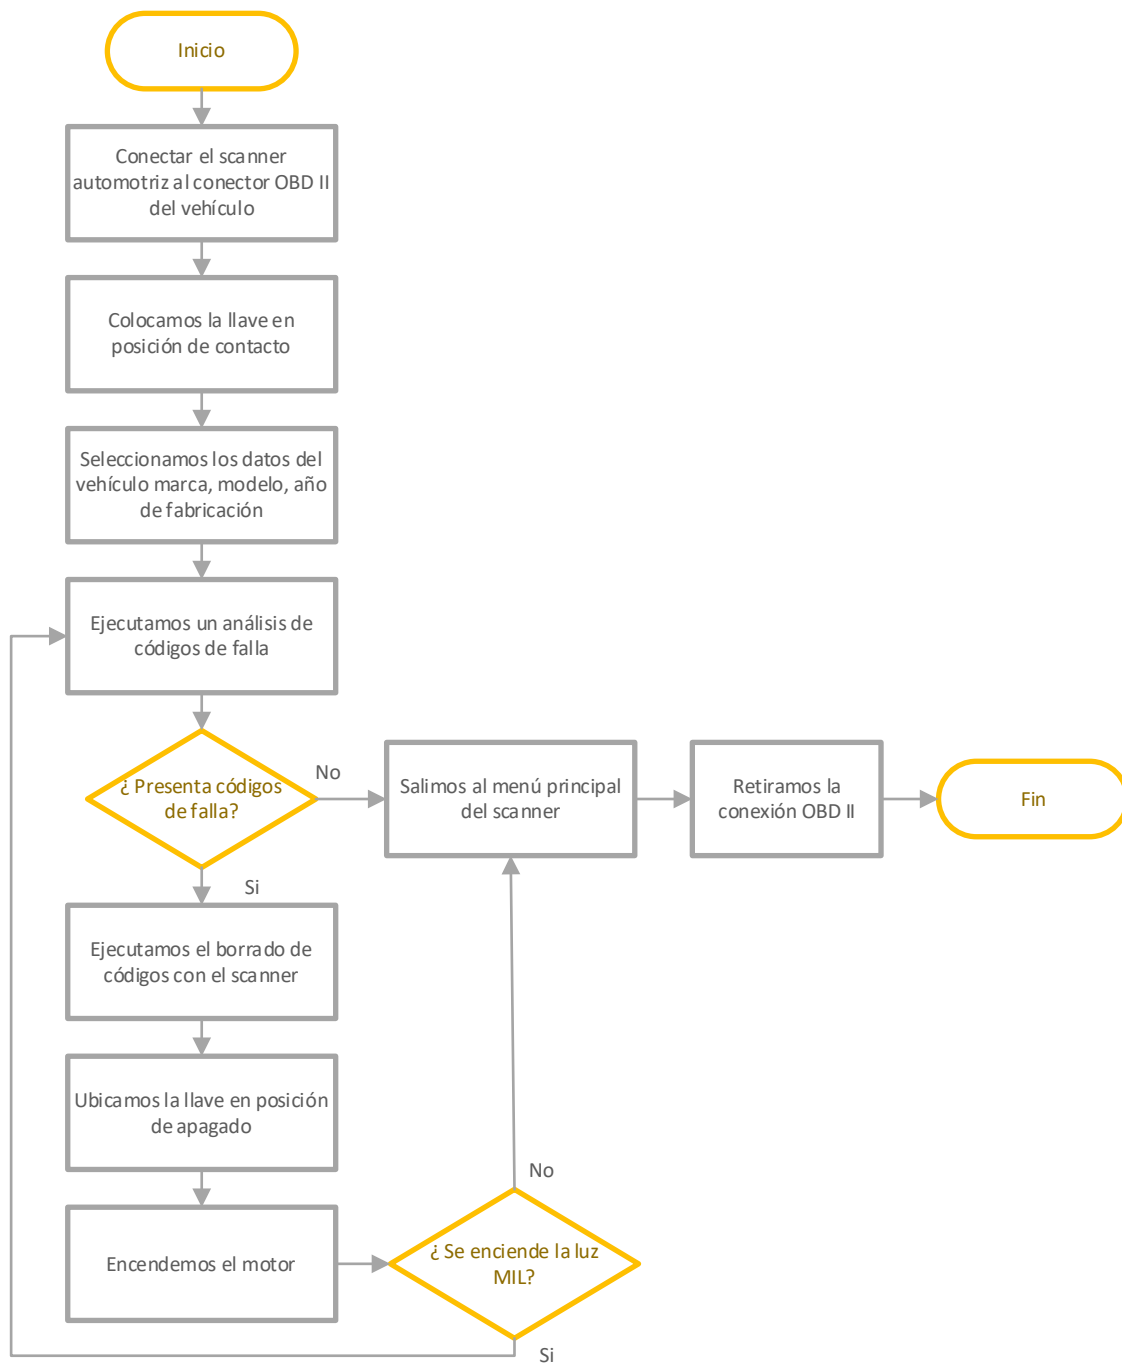 Inicio
Conectar el scanner
automotriz al conector OBD II
del vehículo
Colocamos la llave en
posición de contacto
Seleccionamos los datos del
vehículo marca, modelo, año
de fabricación
Ejecutamos un análisis de
códigos de falla
¿ Presenta códigos
de falla?
No
Salimos al menú principal
del scanner
Retiramos la
conexión OBD II
Fin
Si
Ejecutamos el borrado de
códigos con el scanner
Ubicamos la llave en posición
de apagado
Encendemos el motor
¿ Se enciende la luz
MIL?
No
Si